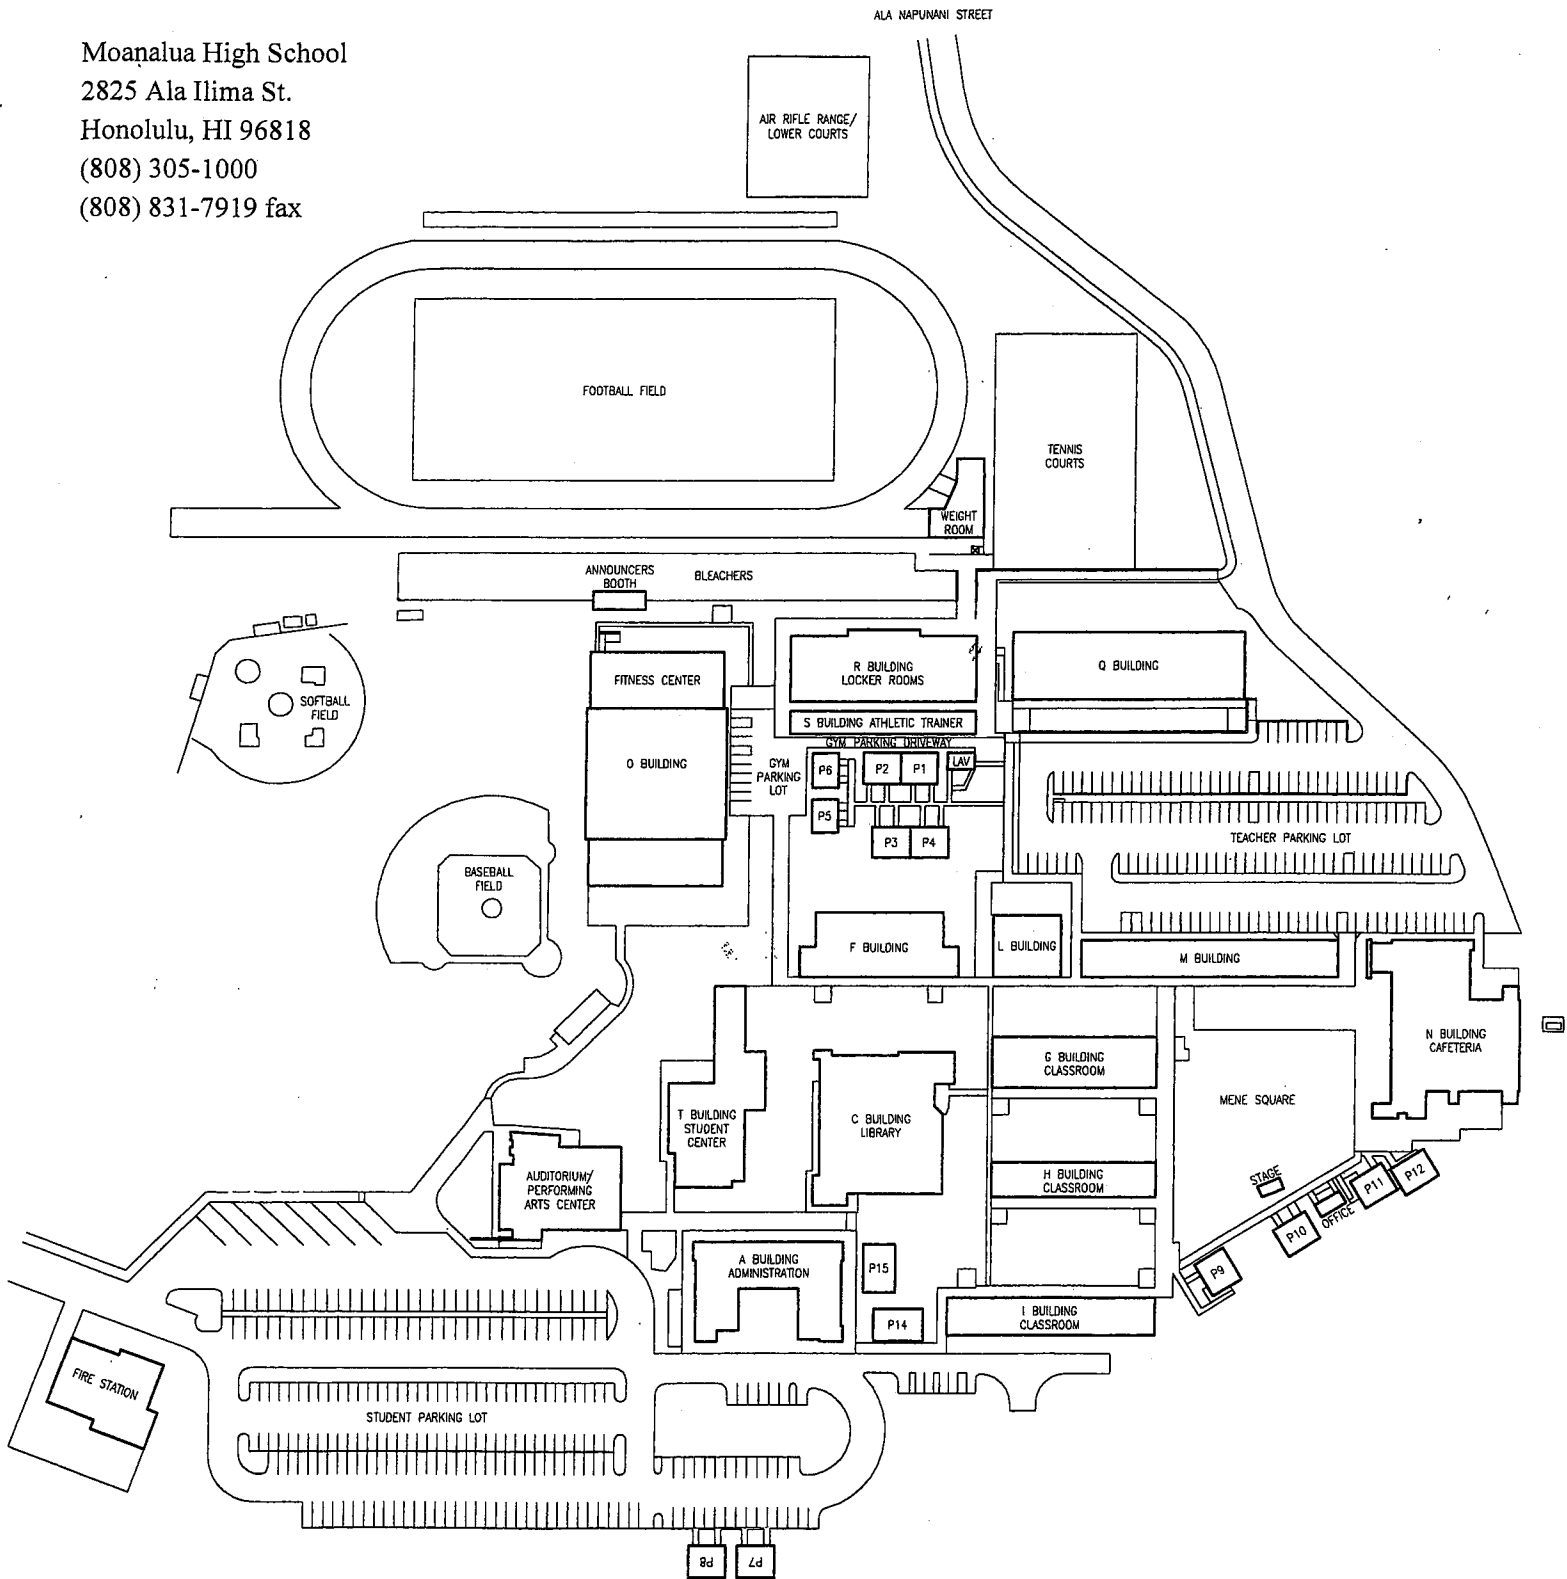 ALA NAPUNANI STREET
Moanalua High School
2825 Ala Ilima St.
Honolulu, HI 96818
(808) 305-1000
(808) 831-7919 fax
AIR RIFLE RANGE/
LOWER COURTS
FOOTBALL FIELD
TENNIS
COURTS
WEIGHT
ROOM
ANNOUNCERS
BOOTH
BLEACHERS
SOFTBALL
FIELD
FITNESS CENTER
R BUILDING
LOCKER ROOMS
Q BUILDING
S BUILDING ATHLETIC TRAINER
GYM PARKING DRIVEWAY
O BUILDING
GYM
PARKING
LOT
P6
P2
P1
LAV
P5
P3
P4
TEACHER PARKING LOT
BASEBALL
FIELD
F BUILDING
L BUILDING
M BUILDING
N BUILDING
CAFETERIA
G BUILDING
CLASSROOM
MENE SQUARE
T BUILDING
STUDENT
CENTER
C BUILDING
LIBRARY
H BUILDING
CLASSROOM
AUDITORIUM/
PERFORMING
ARTS CENTER
STAGE
P12
P11
OFFICE
P10
P9
A BUILDING
ADMINISTRATION
P15
P14
I BUILDING
CLASSROOM
FIRE STATION
STUDENT PARKING LOT
P8
P7